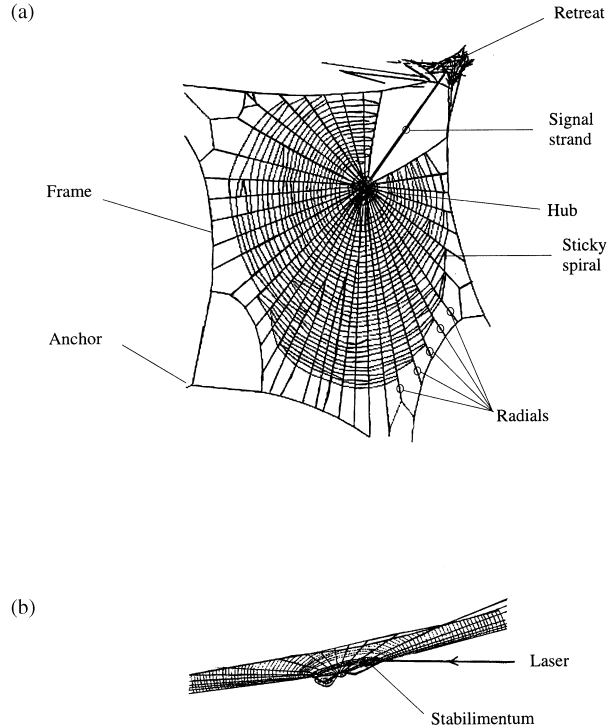 (a)
Retreat
Signal
strand
Frame
Hub
Sticky
spiral
Anchor
Radials
(b)
Laser
Stabilimentum